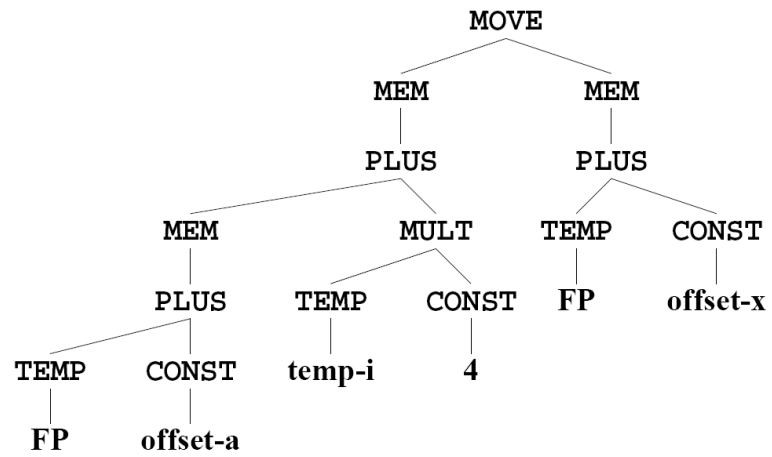 MOVE
MEM MEM
PLUS PLUS
MEM MULT TEMP CONST
PLUS TEMP CONST FP offset-x
TEMP CONST temp-i 4
FP offset-a